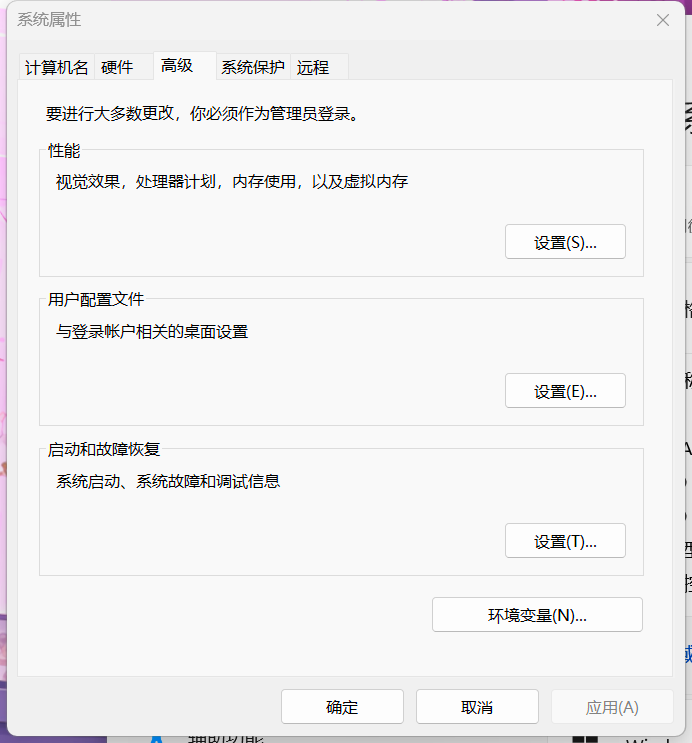 系统属性
计算机名
硬件
高级
系统保护
远程
要进行大多数更改，你必须作为管理员登录。
性能
视觉效果，处理器计划，内存使用，以及虚拟内存
设置(S)...
用户配置文件
与登录帐户相关的桌面设置
设置(E)...
启动和故障恢复
系统启动、系统故障和调试信息
设置(T)...
环境变量(N)...
确定
取消
应用(A)
辅助功能